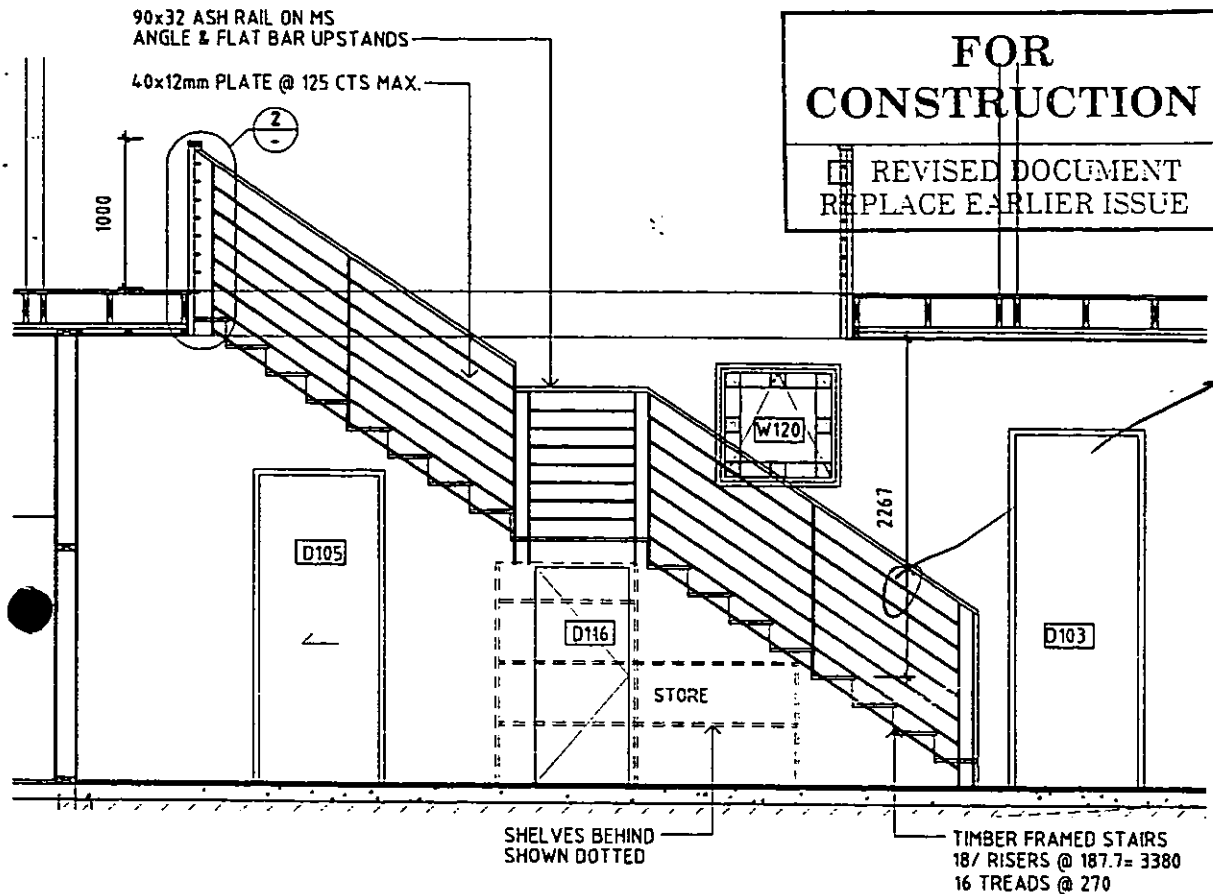 90x32 ASH RAIL ON MS
ANGLE & FLAT BAR UPSTANDS
40x12mm PLATE @ 125 CTS MAX.
2
-
FOR
CONSTRUCTION
REVISED DOCUMENT
REPLACE EARLIER ISSUE
1000
W120
2267
D105
D116
D103
STORE
SHELVES BEHIND
SHOWN DOTTED
TIMBER FRAMED STAIRS
18/ RISERS @ 187.7= 3380
16 TREADS @ 270